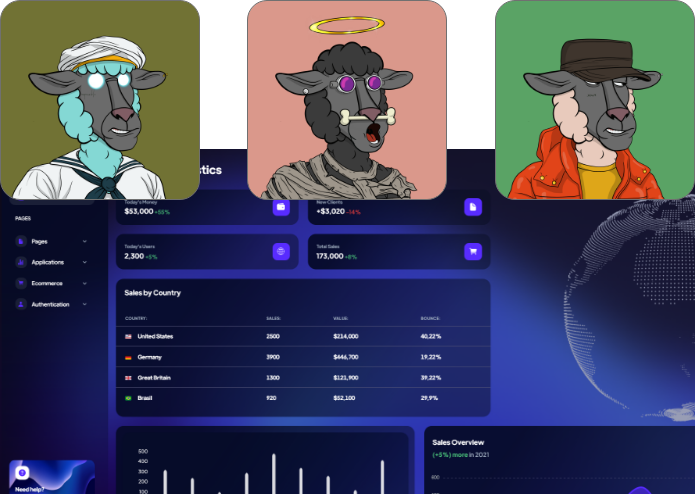 stics
Today's Money
$53,000 +55%
New Clients
+$3,020 -14%
PAGES
Pages
Applications
Ecommerce
Authentication
Today's Users
2,300 +5%
Total Sales
173,000 +8%
Sales by Country
COUNTRY: SALES: VALUE: BOUNCE:
United States 2500 $214,000 40,22%
Germany 3900 $446,700 19,22%
Great Britain 1300 $121,900 39,22%
Brasil 920 $52,100 29,9%
500
400
300
200
100
Sales Overview
(+5%) more in 2021
600
Need help?